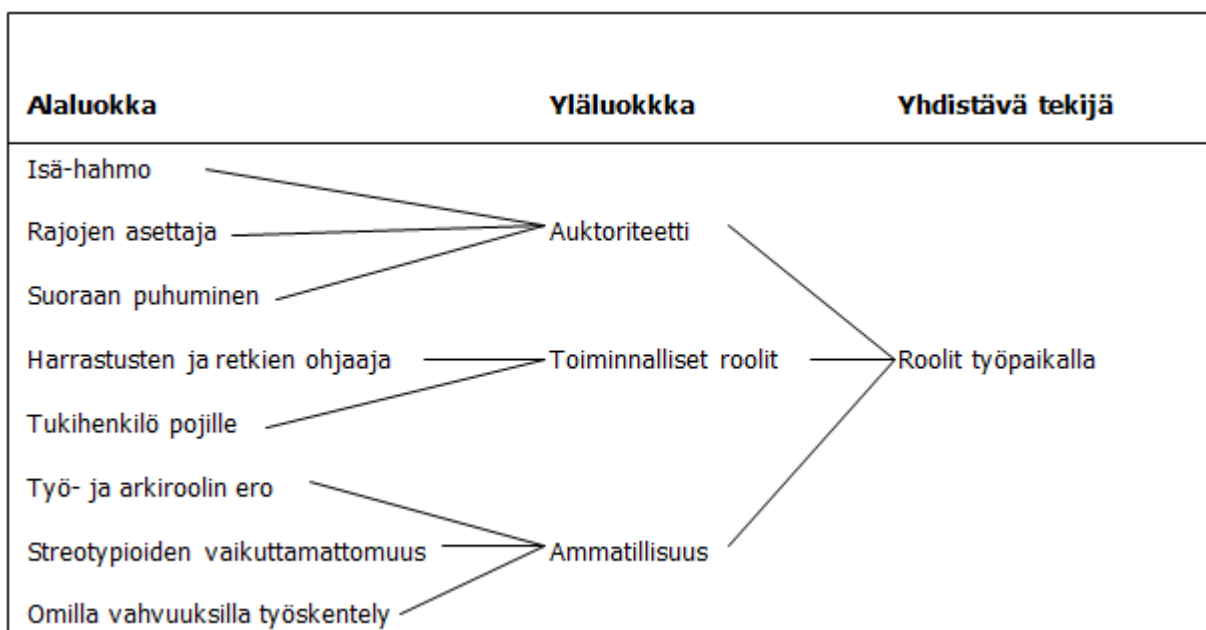 Alaluokka Yläluokkka Yhdistävä tekijä
Isä-hahmo
Rajojen asettaja Auktoriteetti
Suoraan puhuminen
Harrastusten ja retkien ohjaaja Toiminnalliset roolit Roolit työpaikalla
Tukihenkilö pojille
Työ- ja arkiroolin ero
Streotypioiden vaikuttamattomuus Ammatillisuus
Omilla vahvuuksilla työskentely